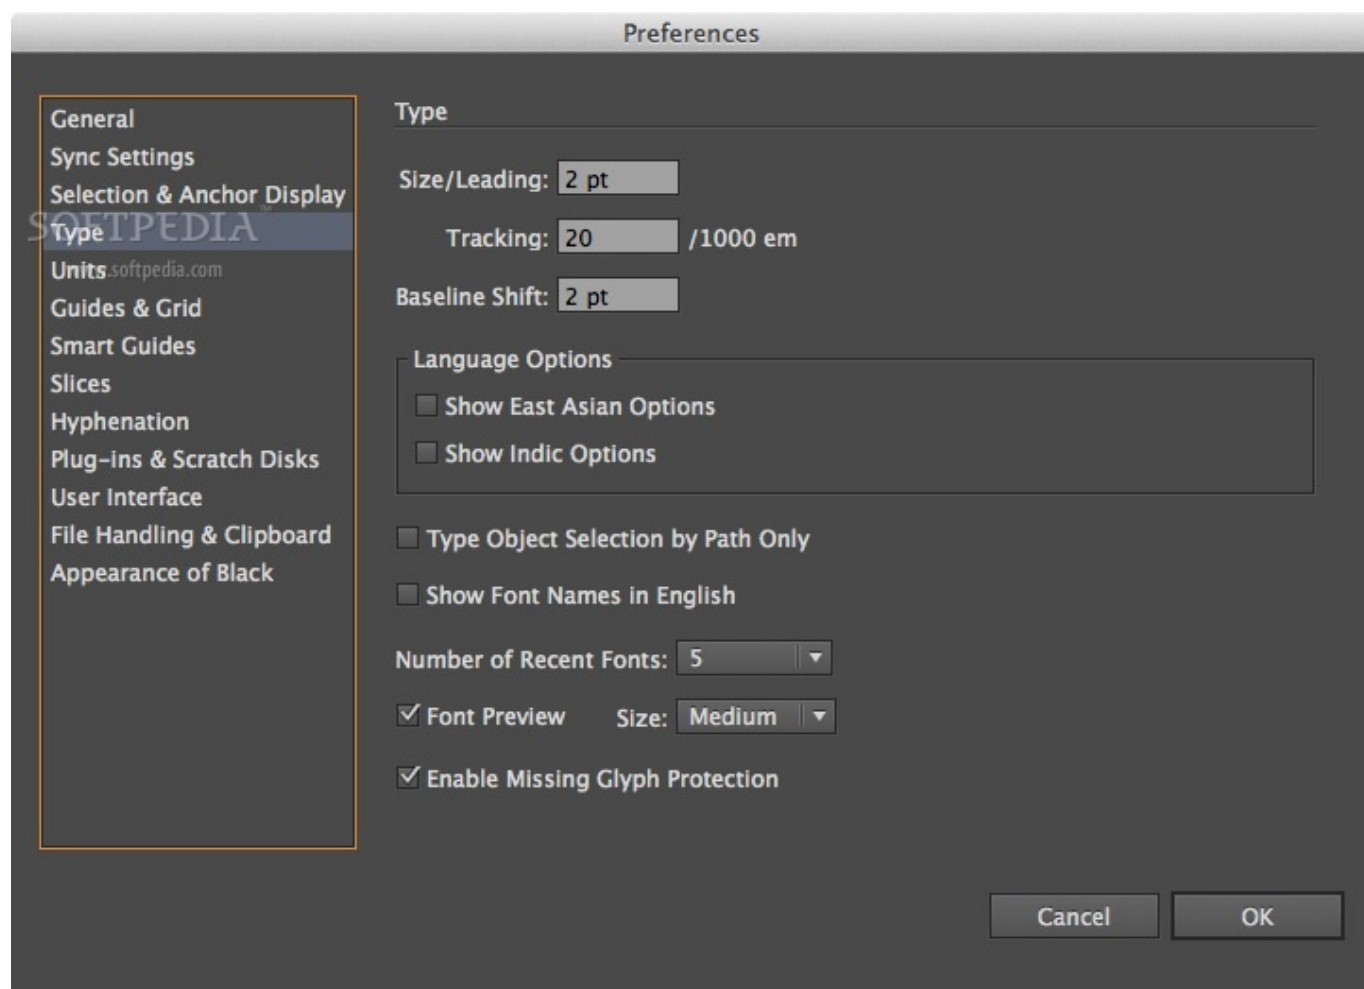 Preferences
General
Sync Settings
Selection & Anchor Display
SOFTPEDIA™
Type
Units
www.softpedia.com
Guides & Grid
Smart Guides
Slices
Hyphenation
Plug-ins & Scratch Disks
User Interface
File Handling & Clipboard
Appearance of Black
Type
Size/Leading: 2 pt
Tracking: 20 /1000 em
Baseline Shift: 2 pt
Language Options
Show East Asian Options
Show Indic Options
Type Object Selection by Path Only
Show Font Names in English
Number of Recent Fonts: 5
Font Preview Size: Medium
Enable Missing Glyph Protection
Cancel OK